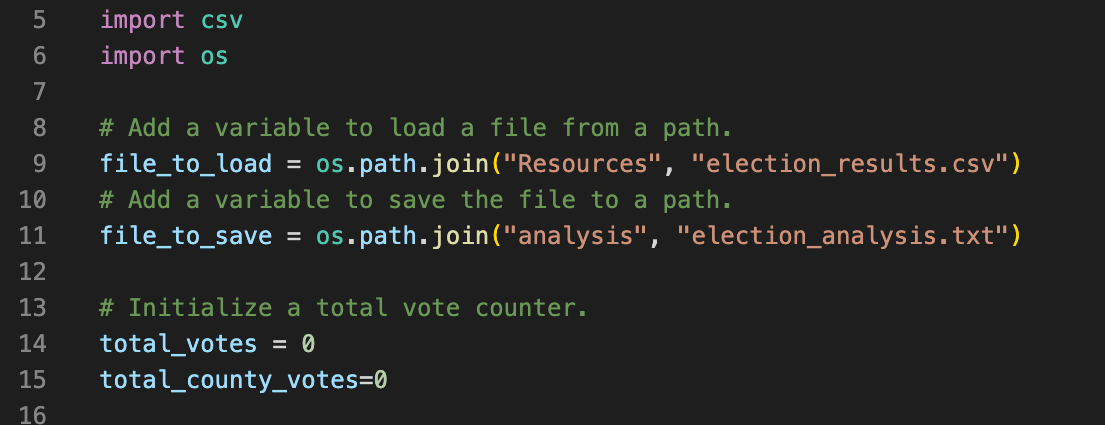 5 import csv
6 import os
7
8 # Add a variable to load a file from a path.
9 file_to_load = os.path.join("Resources", "election_results.csv")
10 # Add a variable to save the file to a path.
11 file_to_save = os.path.join("analysis", "election_analysis.txt")
12
13 # Initialize a total vote counter.
14 total_votes = 0
15 total_county_votes=0
16